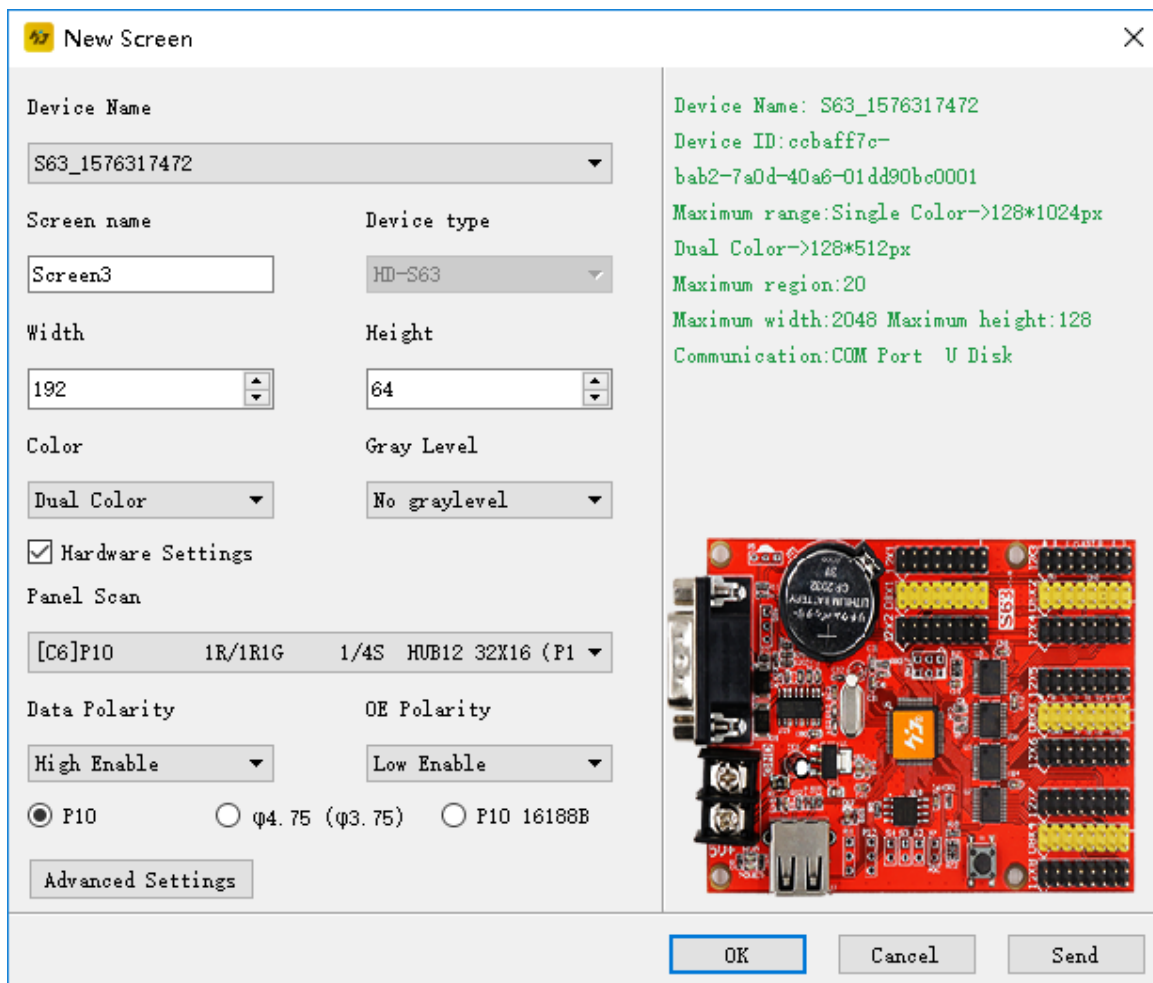 New Screen
Device Name
S63_1576317472
Screen name
Device type
Screen3
HD-S63
Width
Height
192
64
Color
Gray Level
Dual Color
No graylevel
Hardware Settings
Panel Scan
[C6]P10 1R/1R1G 1/4S HUB12 32X16 (P1
Data Polarity
OE Polarity
High Enable
Low Enable
P10
φ4.75 (φ3.75)
P10 16188B
Advanced Settings
Device Name: S63_1576317472
Device ID:ccbaff7c-
bab2-7a0d-40a6-01dd90bc0001
Maximum range:Single Color->128*1024px
Dual Color->128*512px
Maximum region:20
Maximum width:2048 Maximum height:128
Communication:COM Port U Disk
S63
OK
Cancel
Send